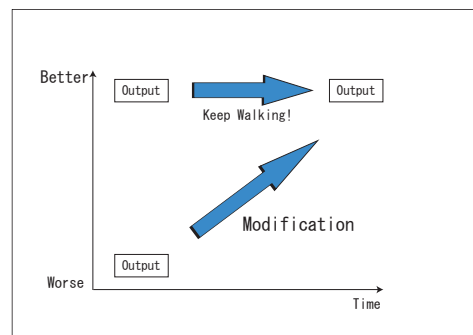 Better
Output
Output
Keep Walking!
Modification
Output
Worse
Time